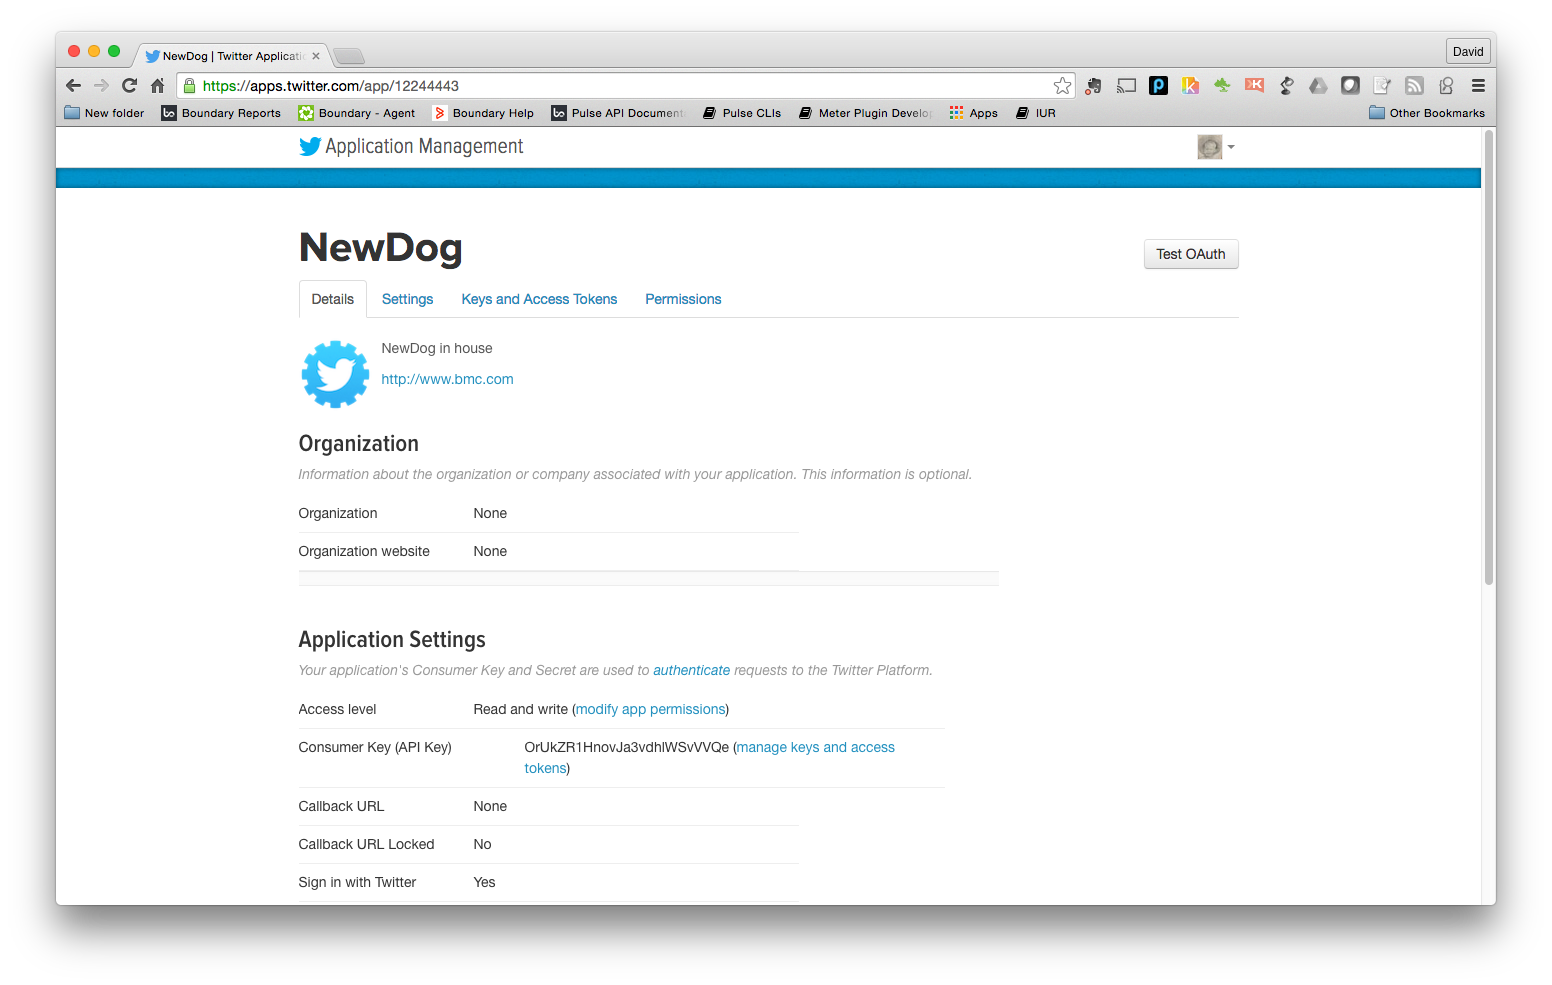 NewDog | Twitter Applicati
David
https://apps.twitter.com/app/12244443
New folder
Boundary Reports
Boundary - Agent
Boundary Help
Pulse API Document
Pulse CLIs
Meter Plugin Develop
Apps
IUR
Other Bookmarks
Application Management
NewDog
Test OAuth
Details
Settings
Keys and Access Tokens
Permissions
NewDog in house
http://www.bmc.com
Organization
Information about the organization or company associated with your application. This information is optional.
Organization None
Organization website None
Application Settings
Your application's Consumer Key and Secret are used to authenticate requests to the Twitter Platform.
Access level Read and write (modify app permissions)
Consumer Key (API Key) OrUkZR1HnovJa3vdhlWSvVVQe (manage keys and access
tokens)
Callback URL None
Callback URL Locked No
Sign in with Twitter Yes